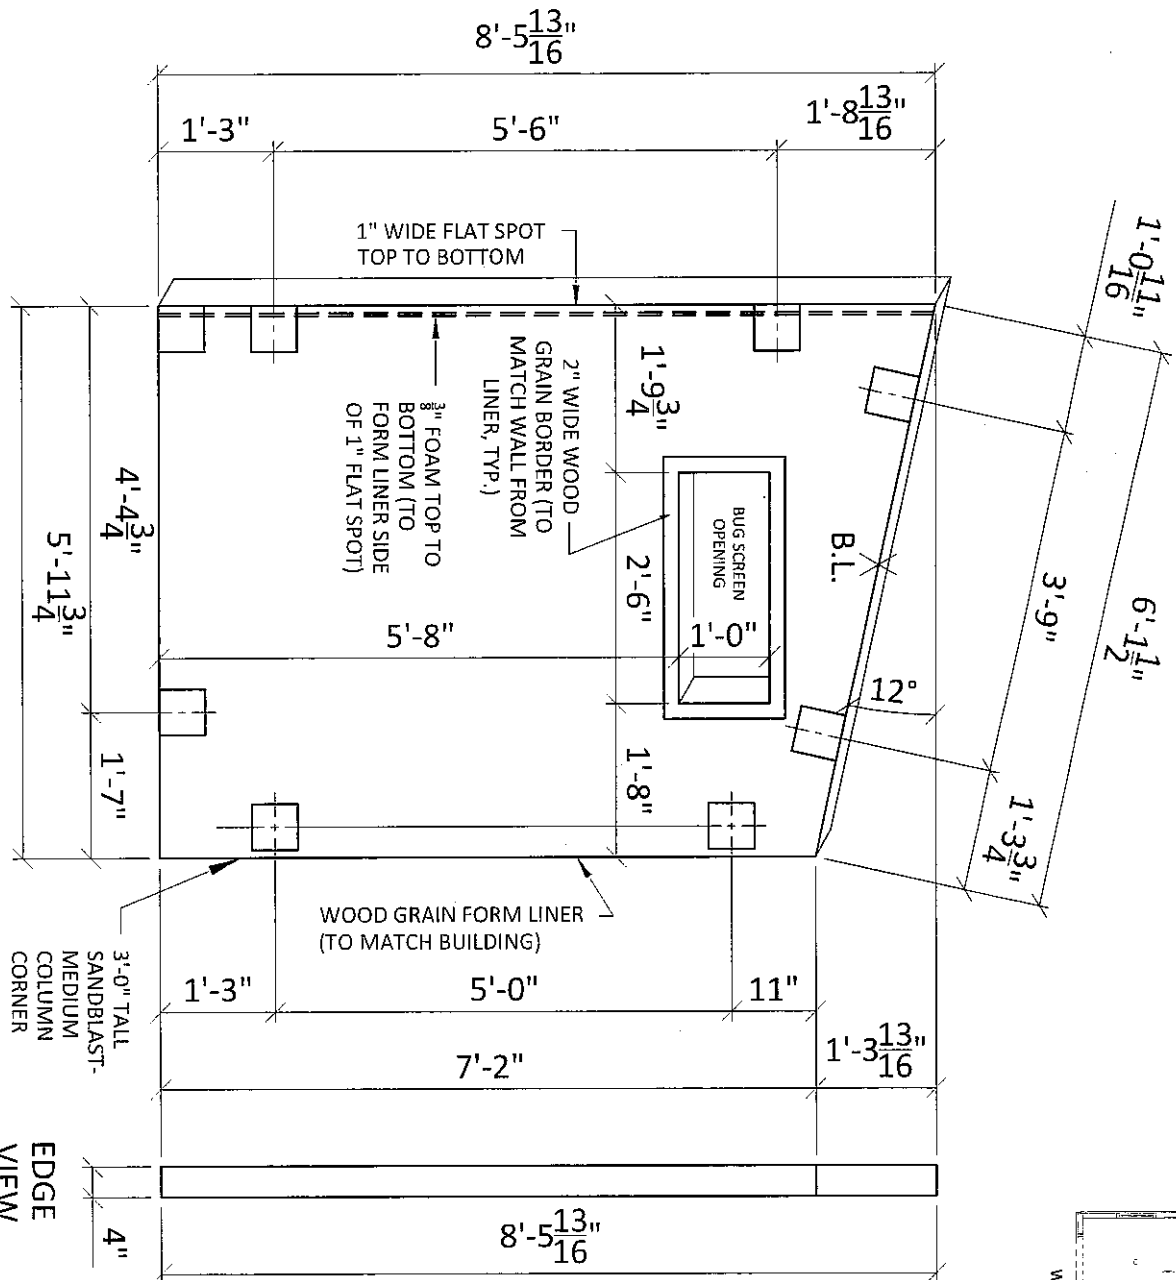 8'-5 13/16"
1'-3"
5'-6"
1'-8 13/16"
1'-0 11/16"
3'-9"
6'-1 1/2"
1'-3 3/4"
12°
B.L.
1" WIDE FLAT SPOT
TOP TO BOTTOM
1'-9 3/4"
2'-6"
1'-8"
2" WIDE WOOD
GRAIN BORDER (TO
MATCH WALL FROM
LINER, TYP.)
3/8" FOAM TOP TO
BOTTOM (TO
FORM LINER SIDE
OF 1" FLAT SPOT)
BUG SCREEN
OPENING
5'-8"
1'-0"
4'-4 3/4"
1'-7"
5'-11 3/4"
WOOD GRAIN FORM LINER
(TO MATCH BUILDING)
3'-0" TALL
SANDBLAST-
MEDIUM
COLUMN
CORNER
1'-3"
5'-0"
11"
7'-2"
1'-3 13/16"
EDGE
VIEW
4"
8'-5 13/16"
W